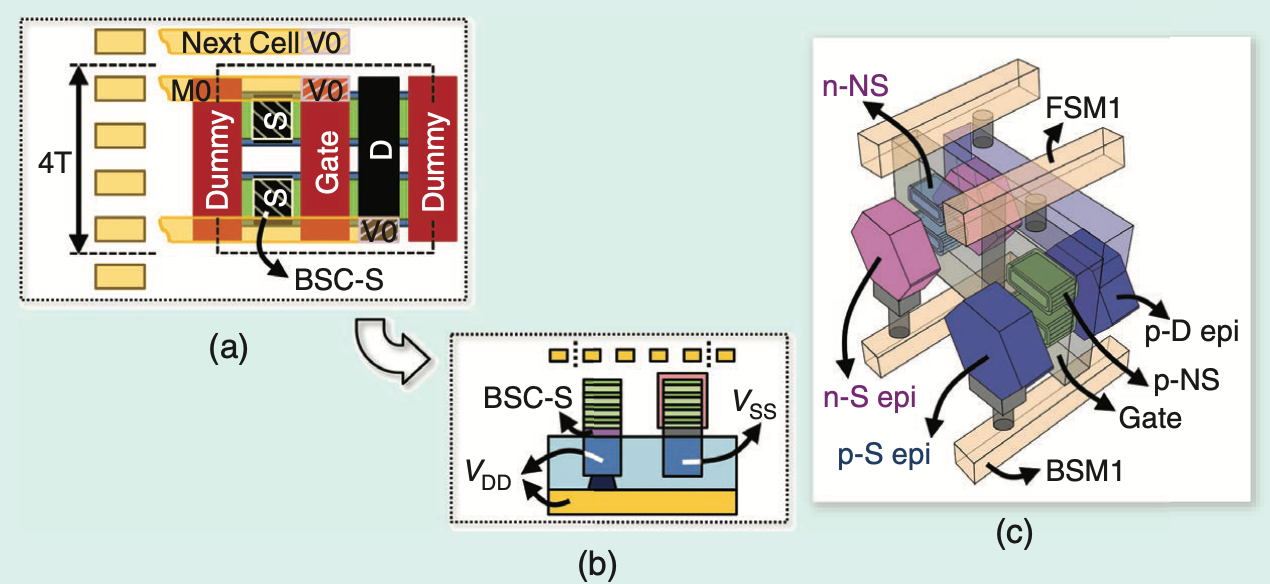 Next Cell V0
M0
V0
4T
Dummy
S
Gate
D
Dummy
S
V0
BSC-S
(a)
BSC-S
VSS
VDD
(b)
n-NS
FSM1
p-D epi
p-NS
n-S epi
Gate
p-S epi
BSM1
(c)